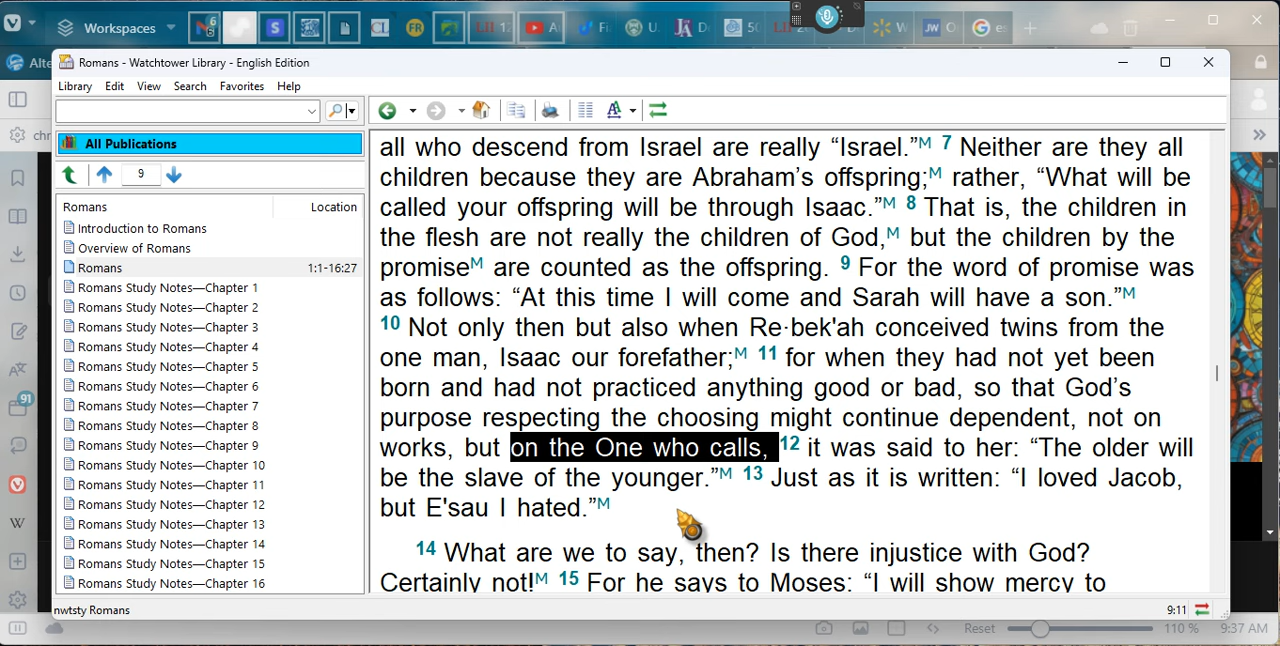 Workspaces
LII 12
Fi
U.
D
50
W
JW O
G es
Alte
Romans - Watchtower Library - English Edition
Library Edit View Search Favorites Help
chr
All Publications
9
Romans Location
Introduction to Romans
Overview of Romans
Romans 1:1-16:27
Romans Study Notes—Chapter 1
Romans Study Notes—Chapter 2
Romans Study Notes—Chapter 3
Romans Study Notes—Chapter 4
Romans Study Notes—Chapter 5
Romans Study Notes—Chapter 6
Romans Study Notes—Chapter 7
Romans Study Notes—Chapter 8
Romans Study Notes—Chapter 9
Romans Study Notes—Chapter 10
Romans Study Notes—Chapter 11
Romans Study Notes—Chapter 12
Romans Study Notes—Chapter 13
Romans Study Notes—Chapter 14
Romans Study Notes—Chapter 15
Romans Study Notes—Chapter 16
91
all who descend from Israel are really “Israel.”M 7 Neither are they all
children because they are Abraham’s offspring;M rather, “What will be
called your offspring will be through Isaac.”M 8 That is, the children in
the flesh are not really the children of God,M but the children by the
promiseM are counted as the offspring. 9 For the word of promise was
as follows: “At this time I will come and Sarah will have a son.”M
10 Not only then but also when Re·bek'ah conceived twins from the
one man, Isaac our forefather;M 11 for when they had not yet been
born and had not practiced anything good or bad, so that God’s
purpose respecting the choosing might continue dependent, not on
works, but on the One who calls, 12 it was said to her: “The older will
be the slave of the younger.”M 13 Just as it is written: “I loved Jacob,
but E'sau I hated.”M
14 What are we to say, then? Is there injustice with God?
Certainly not!M 15 For he says to Moses: “I will show mercy to
nwtsty Romans 9:11
Reset 110 % 9:37 AM